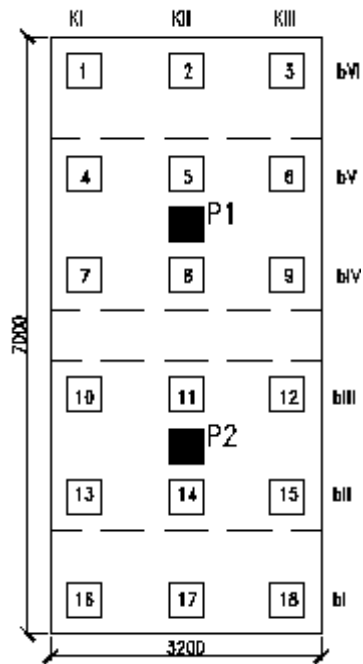 KI KII KIII
1 2 3 bVI
4 5 6 bV
P1
7 8 9 bIV
7000
10 11 12 bIII
P2
13 14 15 bII
16 17 18 bI
3200